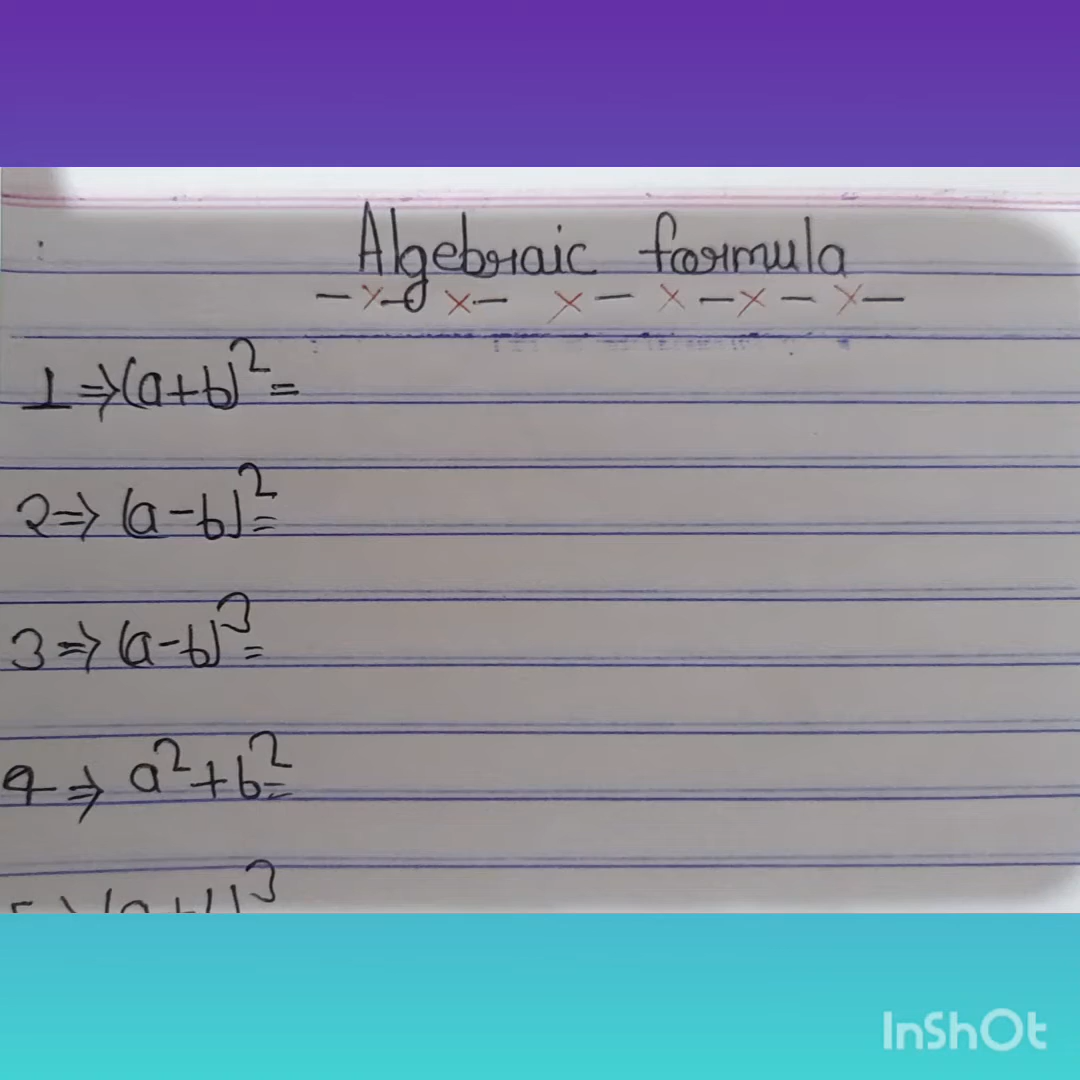 Algebraic formula
1⇒(a+b)²=
2⇒(a-b)²=
3⇒(a-b)³=
4⇒ a²+b²=
InShOt